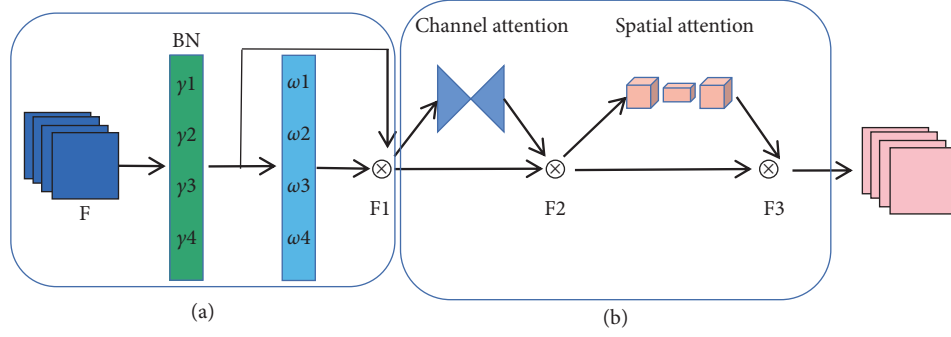 Channel attention
Spatial attention
BN
γ1
ω1
γ2
ω2
γ3
ω3
γ4
ω4
F
F1
F2
F3
(a)
(b)